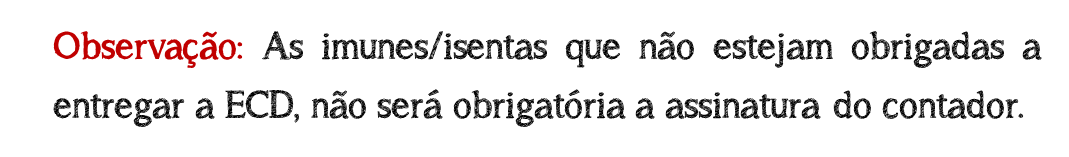 Observação: As imunes/isentas que não estejam obrigadas a
entregar a ECD, não será obrigatória a assinatura do contador.